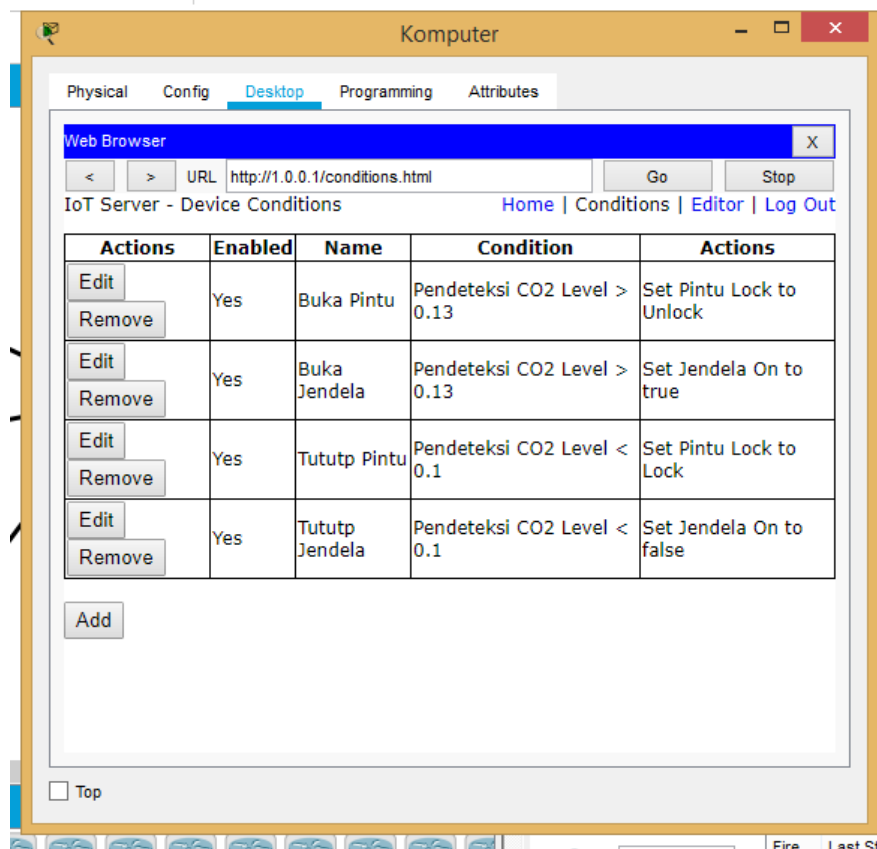 Komputer
Physical Config Desktop Programming Attributes
Web Browser X
< > URL http://1.0.0.1/conditions.html Go Stop
IoT Server - Device Conditions Home | Conditions | Editor | Log Out
Actions Enabled Name Condition Actions
Edit
Remove
Yes
Buka Pintu
Pendeteksi CO2 Level >
0.13
Set Pintu Lock to
Unlock
Edit
Remove
Yes
Buka
Jendela
Pendeteksi CO2 Level >
0.13
Set Jendela On to
true
Edit
Remove
Yes
Tututp Pintu
Pendeteksi CO2 Level <
0.1
Set Pintu Lock to
Lock
Edit
Remove
Yes
Tututp
Jendela
Pendeteksi CO2 Level <
0.1
Set Jendela On to
false
Add
Top
Fire Last St